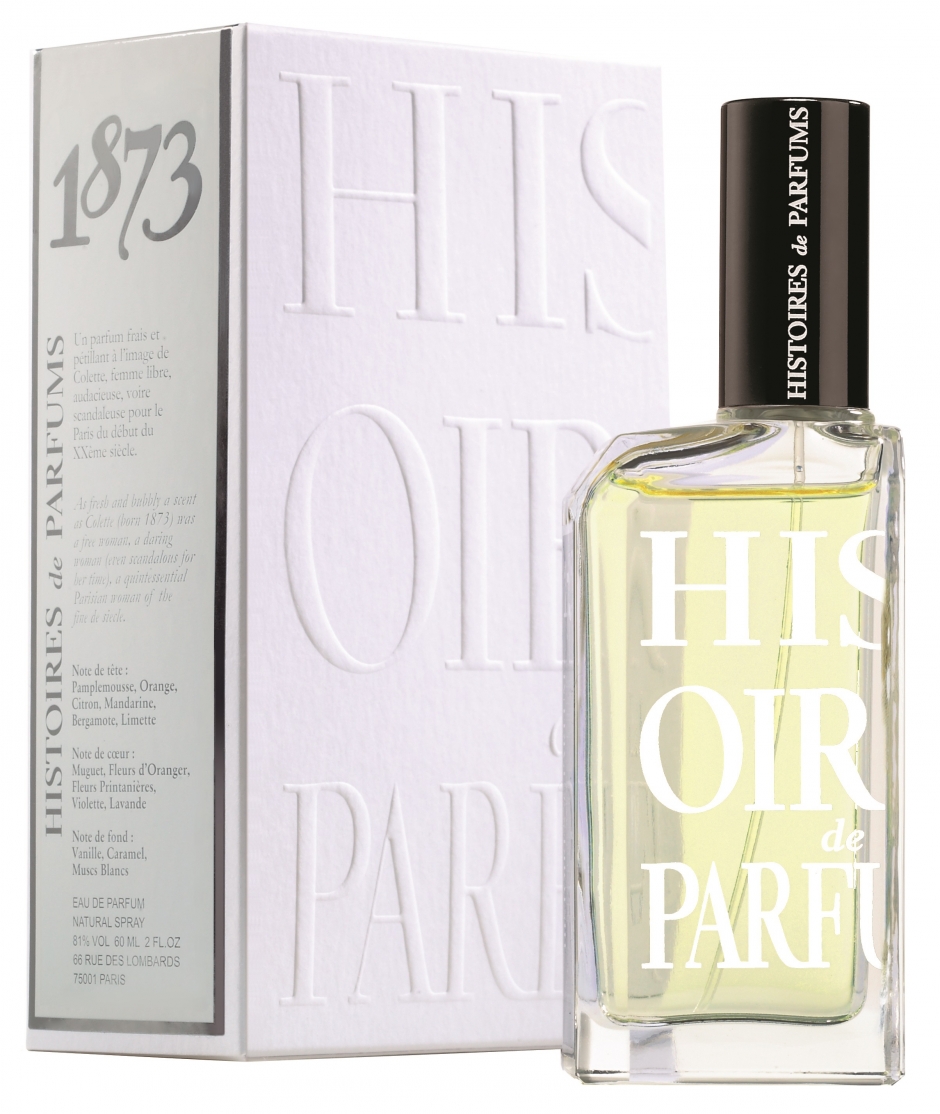 1873
HISTOIRES de PARFUMS
Un parfum frais et .
pétillant à l'image de
Colette, femme libre,
audacieuse, voire
scandaleuse pour le
Paris du début du
XXème siècle.
As fresh and bubbly a scent
as Colette (born 1873) was
a free woman, a daring
woman (even scandalous for
her time), a quintessential
Parisian woman of the
fine de siecle.
Note de tête :
Pamplemousse, Orange,
Citron, Mandarine,
Bergamote, Limette
Note de cœur :
Muguet, Fleurs d'Oranger,
Fleurs Printanières,
Violette, Lavande
Note de fond :
Vanille, Caramel,
Muscs Blancs
EAU DE PARFUM
NATURAL SPRAY
81% VOL 60 ML 2 FL.OZ
66 RUE DES LOMBARDS
75001 PARIS
HIS
OIR
PARF
HISTOIRES de PARFUMS
HIS
OIR
de
PARFU